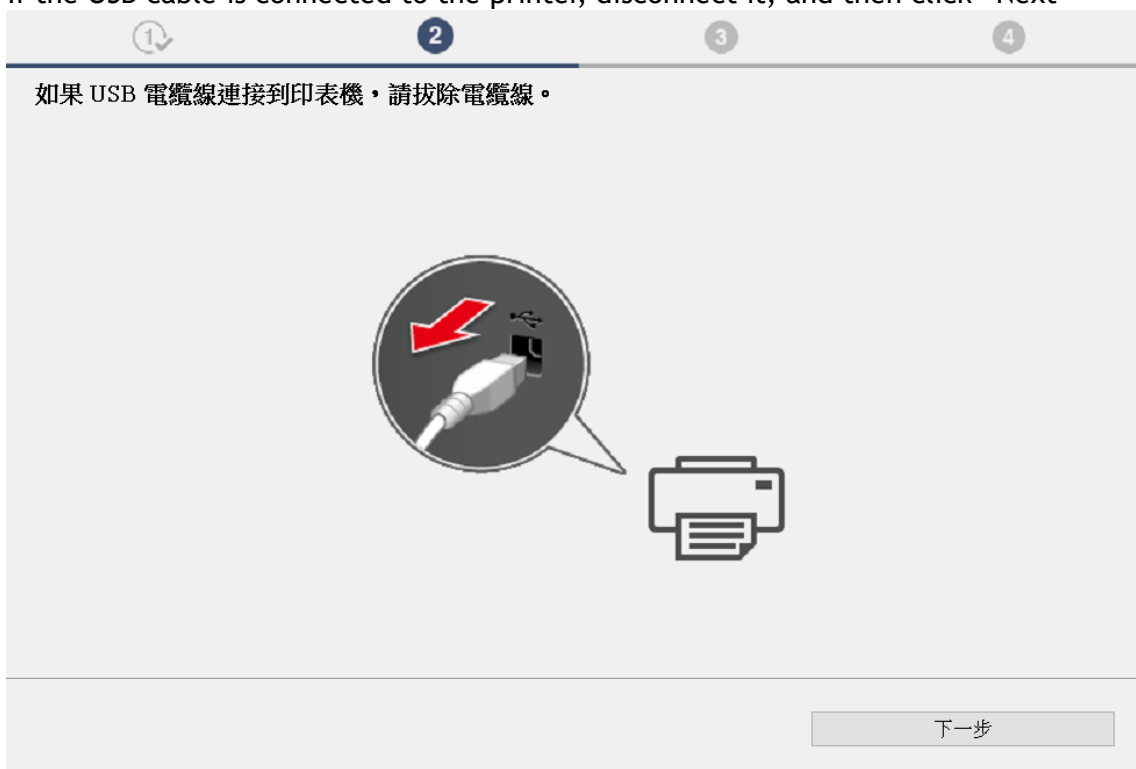 If the USB cable is connected to the printer, disconnect it, and then click "Next"
1 2 3 4
如果 USB 電纜線連接到印表機，請拔除電纜線。
下一步